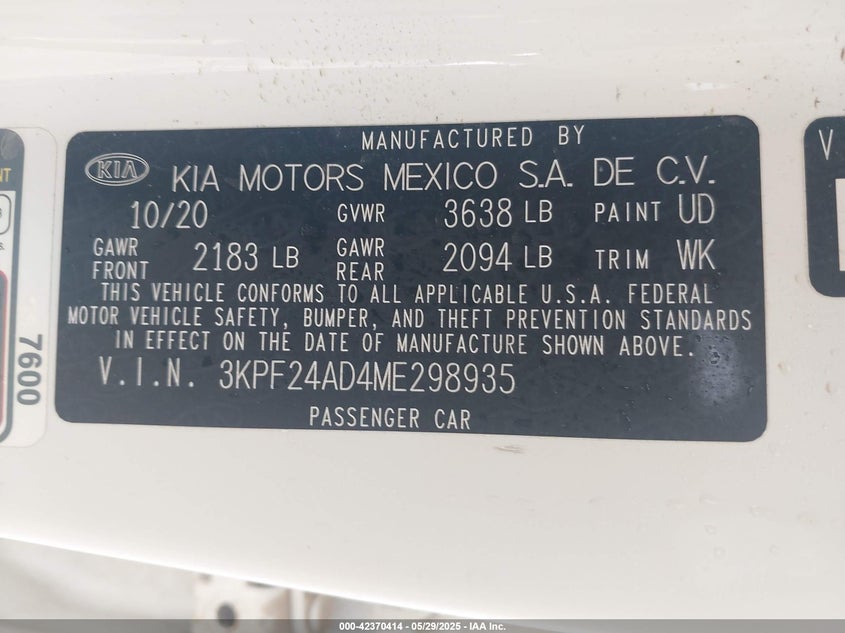 MANUFACTURED BY
KIA KIA MOTORS MEXICO S.A. DE C.V.
10/20 GVWR 3638 LB PAINT UD
GAWR FRONT 2183 LB GAWR REAR 2094 LB TRIM WK
THIS VEHICLE CONFORMS TO ALL APPLICABLE U.S.A. FEDERAL
MOTOR VEHICLE SAFETY, BUMPER, AND THEFT PREVENTION STANDARDS
IN EFFECT ON THE DATE OF MANUFACTURE SHOWN ABOVE.
V.I.N. 3KPF24AD4ME298935
PASSENGER CAR
7600
V
000-42370414 | 05/29/2025 - IAA Inc.